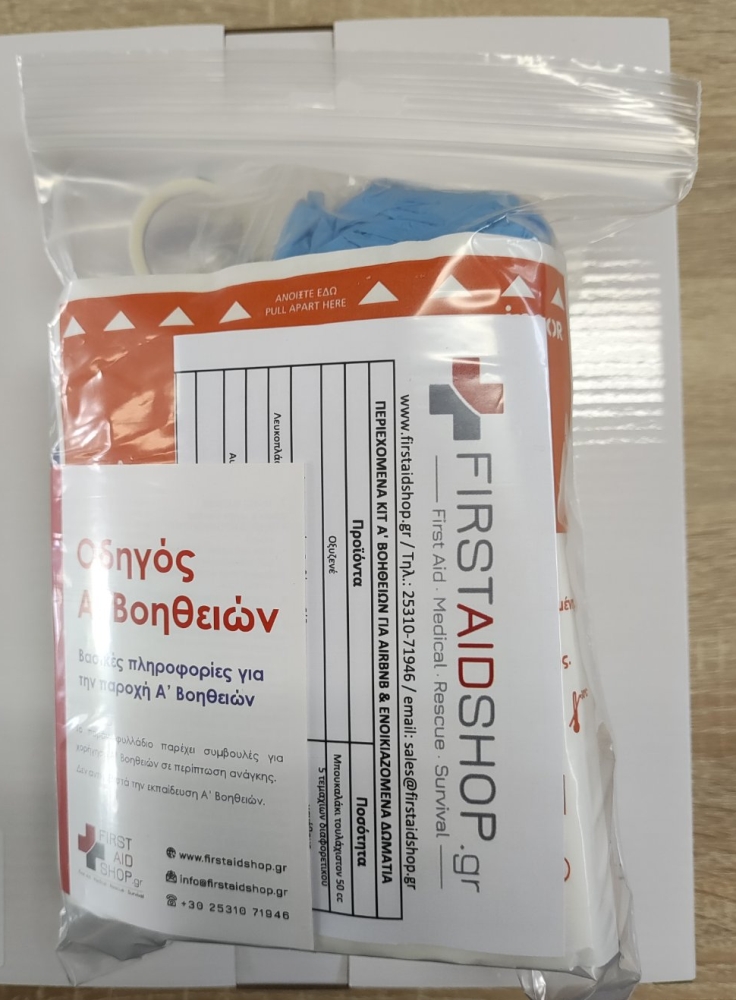 ΑΝΟΙΞΤΕ ΕΔΩ
PULL APART HERE
FIRSTAIDSHOP.gr
First Aid · Medical · Rescue · Survival
www.firstaidshop.gr / Τηλ.: 25310-71946 / email: sales@firstaidshop.gr
ΠΕΡΙΕΧΟΜΕΝΑ ΚΙΤ Α' ΒΟΗΘΕΙΩΝ ΓΙΑ AIRBNB & ΕΝΟΙΚΙΑΖΟΜΕΝΑ ΔΩΜΑΤΙΑ
Προϊόντα Ποσότητα
Οξυζενέ Μπουκαλάκι τουλάχιστον 50 cc
5 τεμαχίων διαφορετικού
Οδηγός
Α' Βοηθειών
Βασικές πληροφορίες για
την παροχή Α' Βοηθειών
παρέχει συμβουλές για
Βοηθειών σε περίπτωση ανάγκης.
την εκπαίδευση Α' Βοηθειών.
FIRST
AID
SHOP.gr
www.firstaidshop.gr
info@firstaidshop.gr
+30 25310 71946